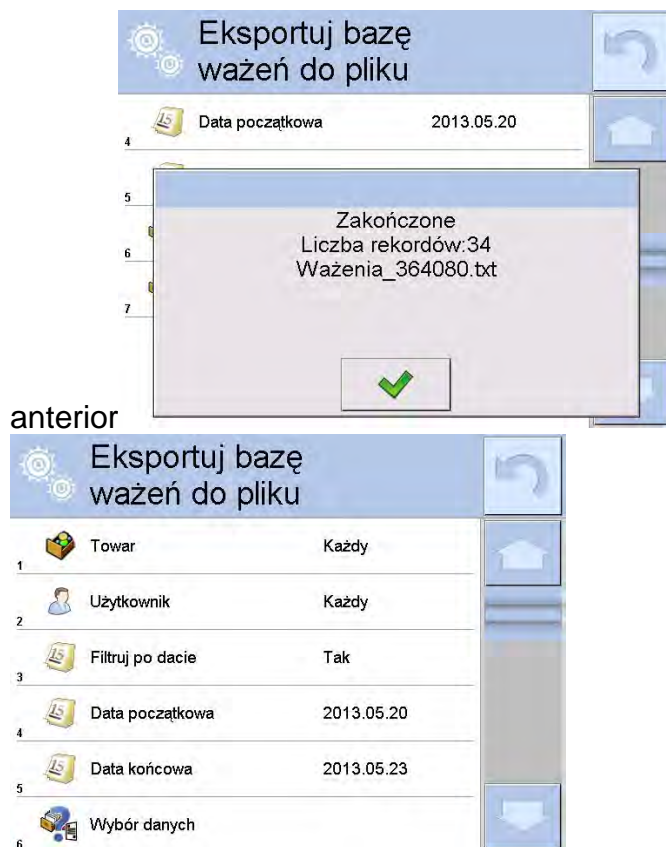 Eksportuj bazę
ważeń do pliku
4 Data początkowa 2013.05.20
5
Zakończone
Liczba rekordów:34
6
Ważenia_364080.txt
7
anterior
Eksportuj bazę
ważeń do pliku
1 Towar Każdy
2 Użytkownik Każdy
3 Filtruj po dacie Tak
4 Data początkowa 2013.05.20
5 Data końcowa 2013.05.23
6 Wybór danych